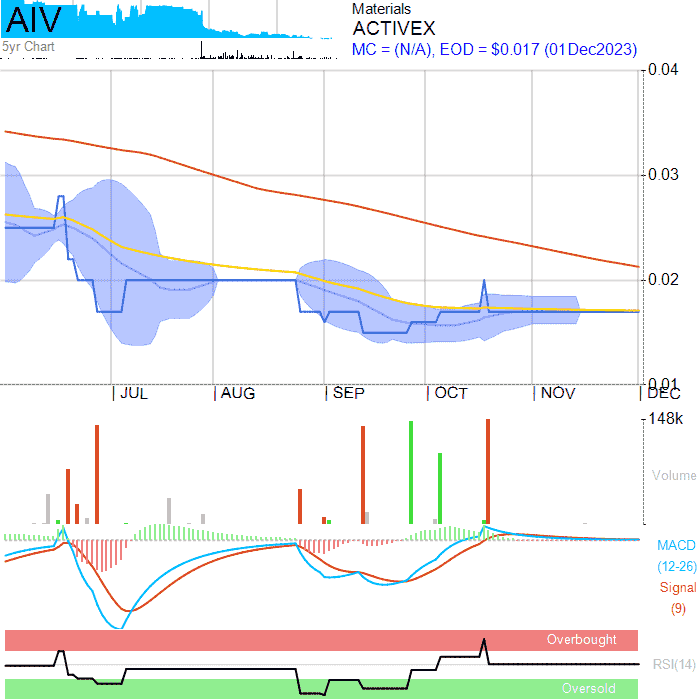 AIV
5yr Chart
Materials
ACTIVEX
MC = (N/A), EOD = $0.017 (01Dec2023)
0.04
0.03
0.02
0.01
JUL
AUG
SEP
OCT
NOV
DEC
148k
Volume
MACD
(12-26)
Signal
(9)
Overbought
RSI(14)
Oversold